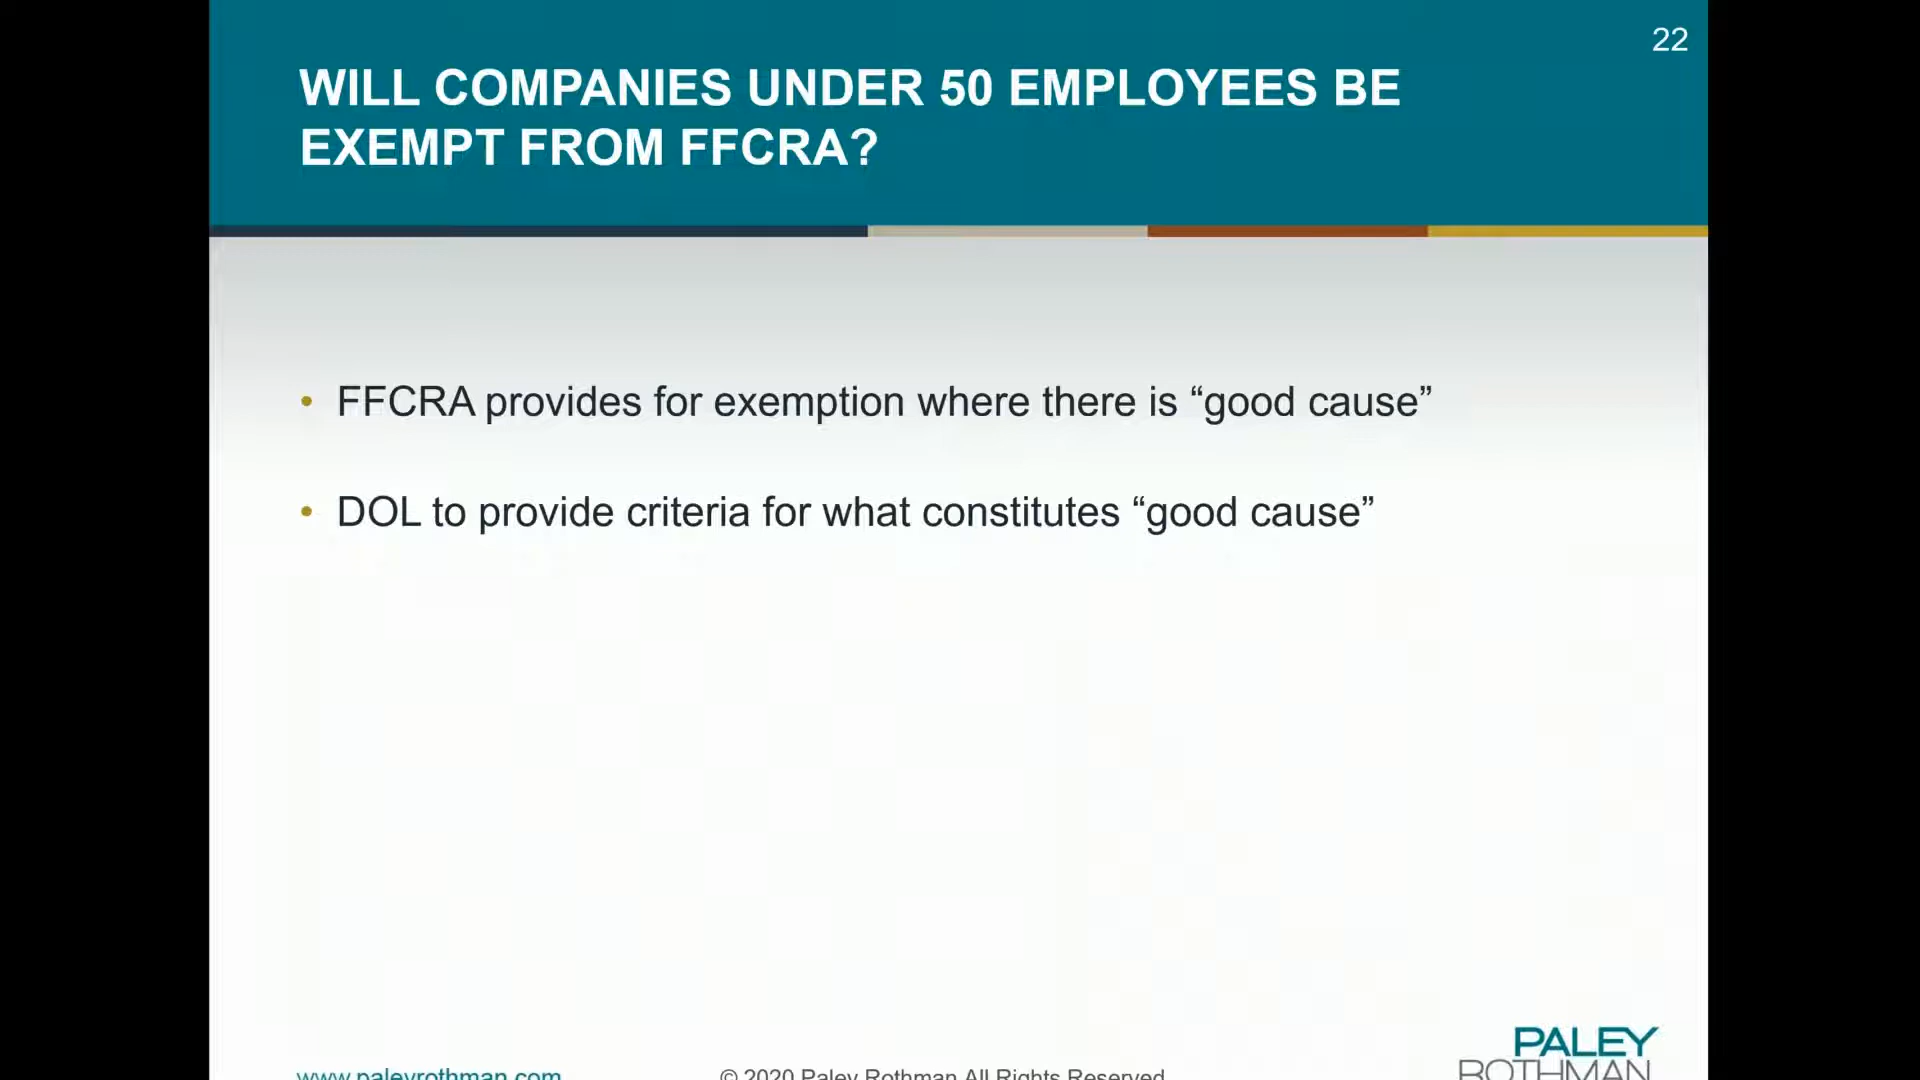 22
WILL COMPANIES UNDER 50 EMPLOYEES BE
EXEMPT FROM FFCRA?
• FFCRA provides for exemption where there is “good cause”
• DOL to provide criteria for what constitutes “good cause”
www.paleyrothman.com
© 2020 Paley Rothman All Rights Reserved
PALEY
ROTHMAN